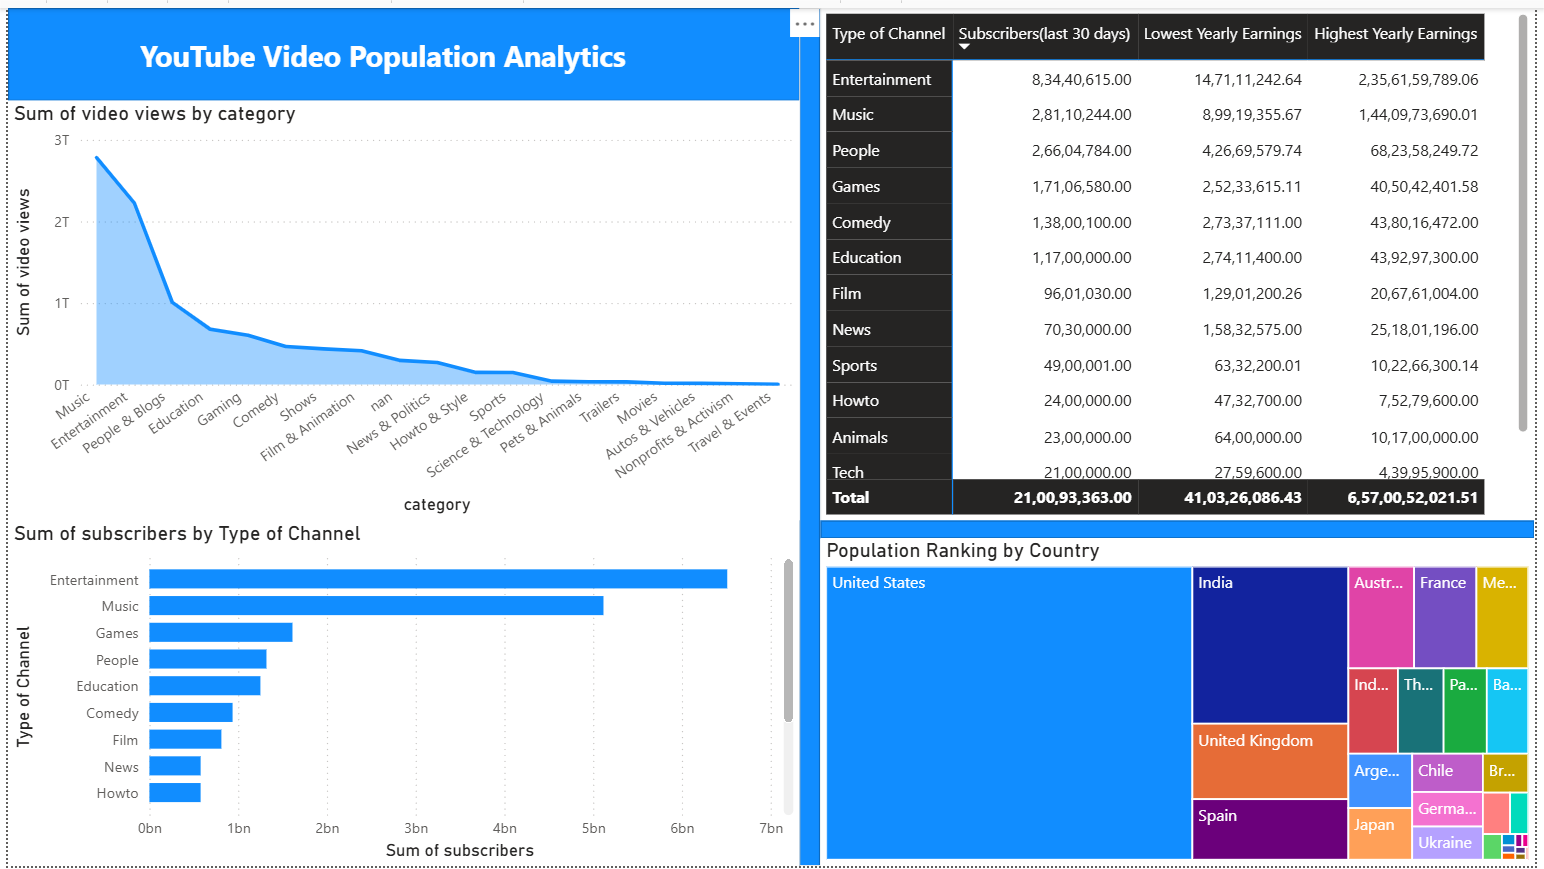 YouTube Video Population Analytics
Sum of video views by category
Sum of video views
3T
2T
1T
0T
Music
Entertainment
People & Blogs
Education
Gaming
Comedy
Shows
Film & Animation
nan
News & Politics
Howto & Style
Sports
Science & Technology
Pets & Animals
Trailers
Movies
Autos & Vehicles
Nonprofits & Activism
Travel & Events
category
Sum of subscribers by Type of Channel
Type of Channel
Entertainment
Music
Games
People
Education
Comedy
Film
News
Howto
0bn 1bn 2bn 3bn 4bn 5bn 6bn 7bn
Sum of subscribers
Type of Channel Subscribers(last 30 days) Lowest Yearly Earnings Highest Yearly Earnings
Entertainment 8,34,40,615.00 14,71,11,242.64 2,35,61,59,789.06
Music 2,81,10,244.00 8,99,19,355.67 1,44,09,73,690.01
People 2,66,04,784.00 4,26,69,579.74 68,23,58,249.72
Games 1,71,06,580.00 2,52,33,615.11 40,50,42,401.58
Comedy 1,38,00,100.00 2,73,37,111.00 43,80,16,472.00
Education 1,17,00,000.00 2,74,11,400.00 43,92,97,300.00
Film 96,01,030.00 1,29,01,200.26 20,67,61,004.00
News 70,30,000.00 1,58,32,575.00 25,18,01,196.00
Sports 49,00,001.00 63,32,200.01 10,22,66,300.14
Howto 24,00,000.00 47,32,700.00 7,52,79,600.00
Animals 23,00,000.00 64,00,000.00 10,17,00,000.00
Tech 21,00,000.00 27,59,600.00 4,39,95,900.00
Total 21,00,93,363.00 41,03,26,086.43 6,57,00,52,021.51
Population Ranking by Country
United States
India
United Kingdom
Spain
Austr... France Me...
Ind... Th... Pa... Ba...
Arge... Chile Br...
Japan Germa...
Ukraine